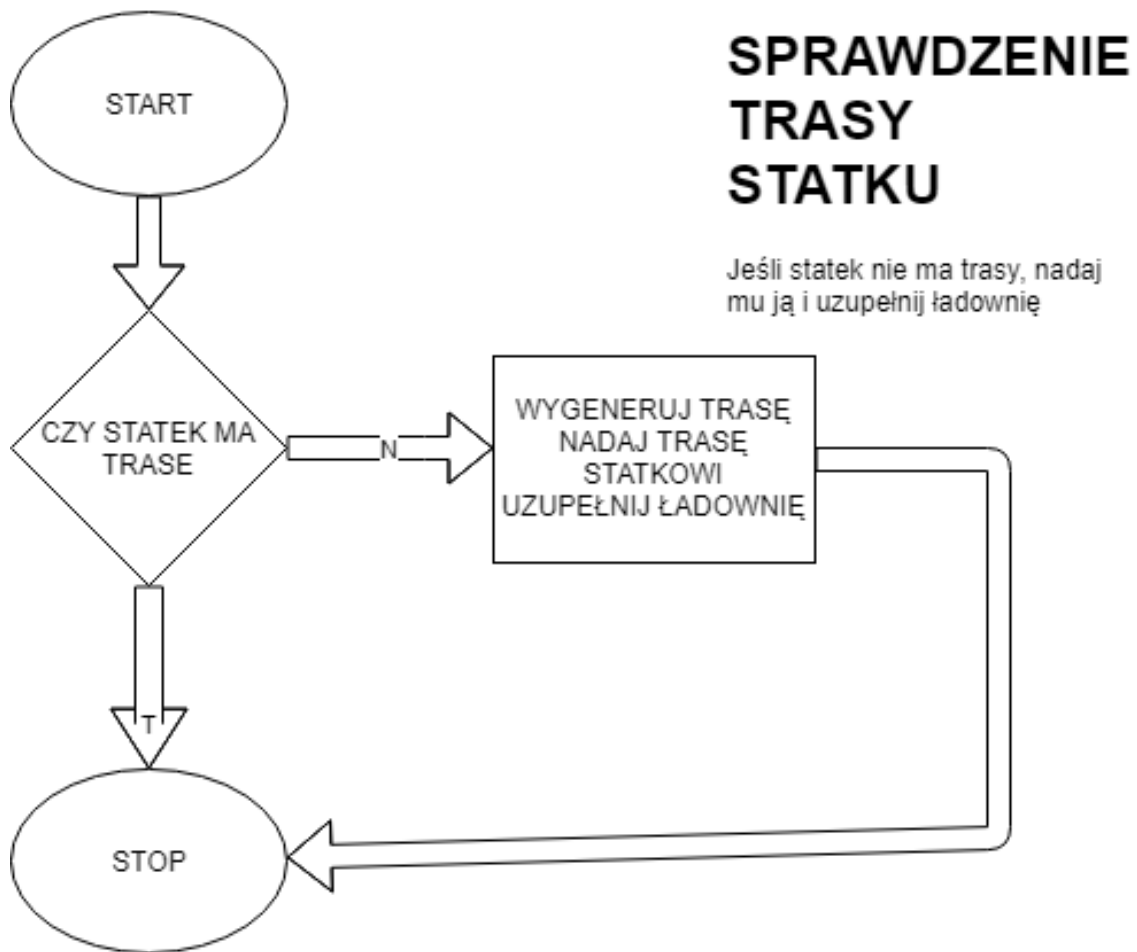 START
SPRAWDZENIE
TRASY
STATKU
Jeśli statek nie ma trasy, nadaj
mu ją i uzupełnij ładownię
CZY STATEK MA
TRASE
N
WYGENERUJ TRASĘ
NADAJ TRASĘ
STATKOWI
UZUPEŁNIJ ŁADOWNIĘ
T
STOP